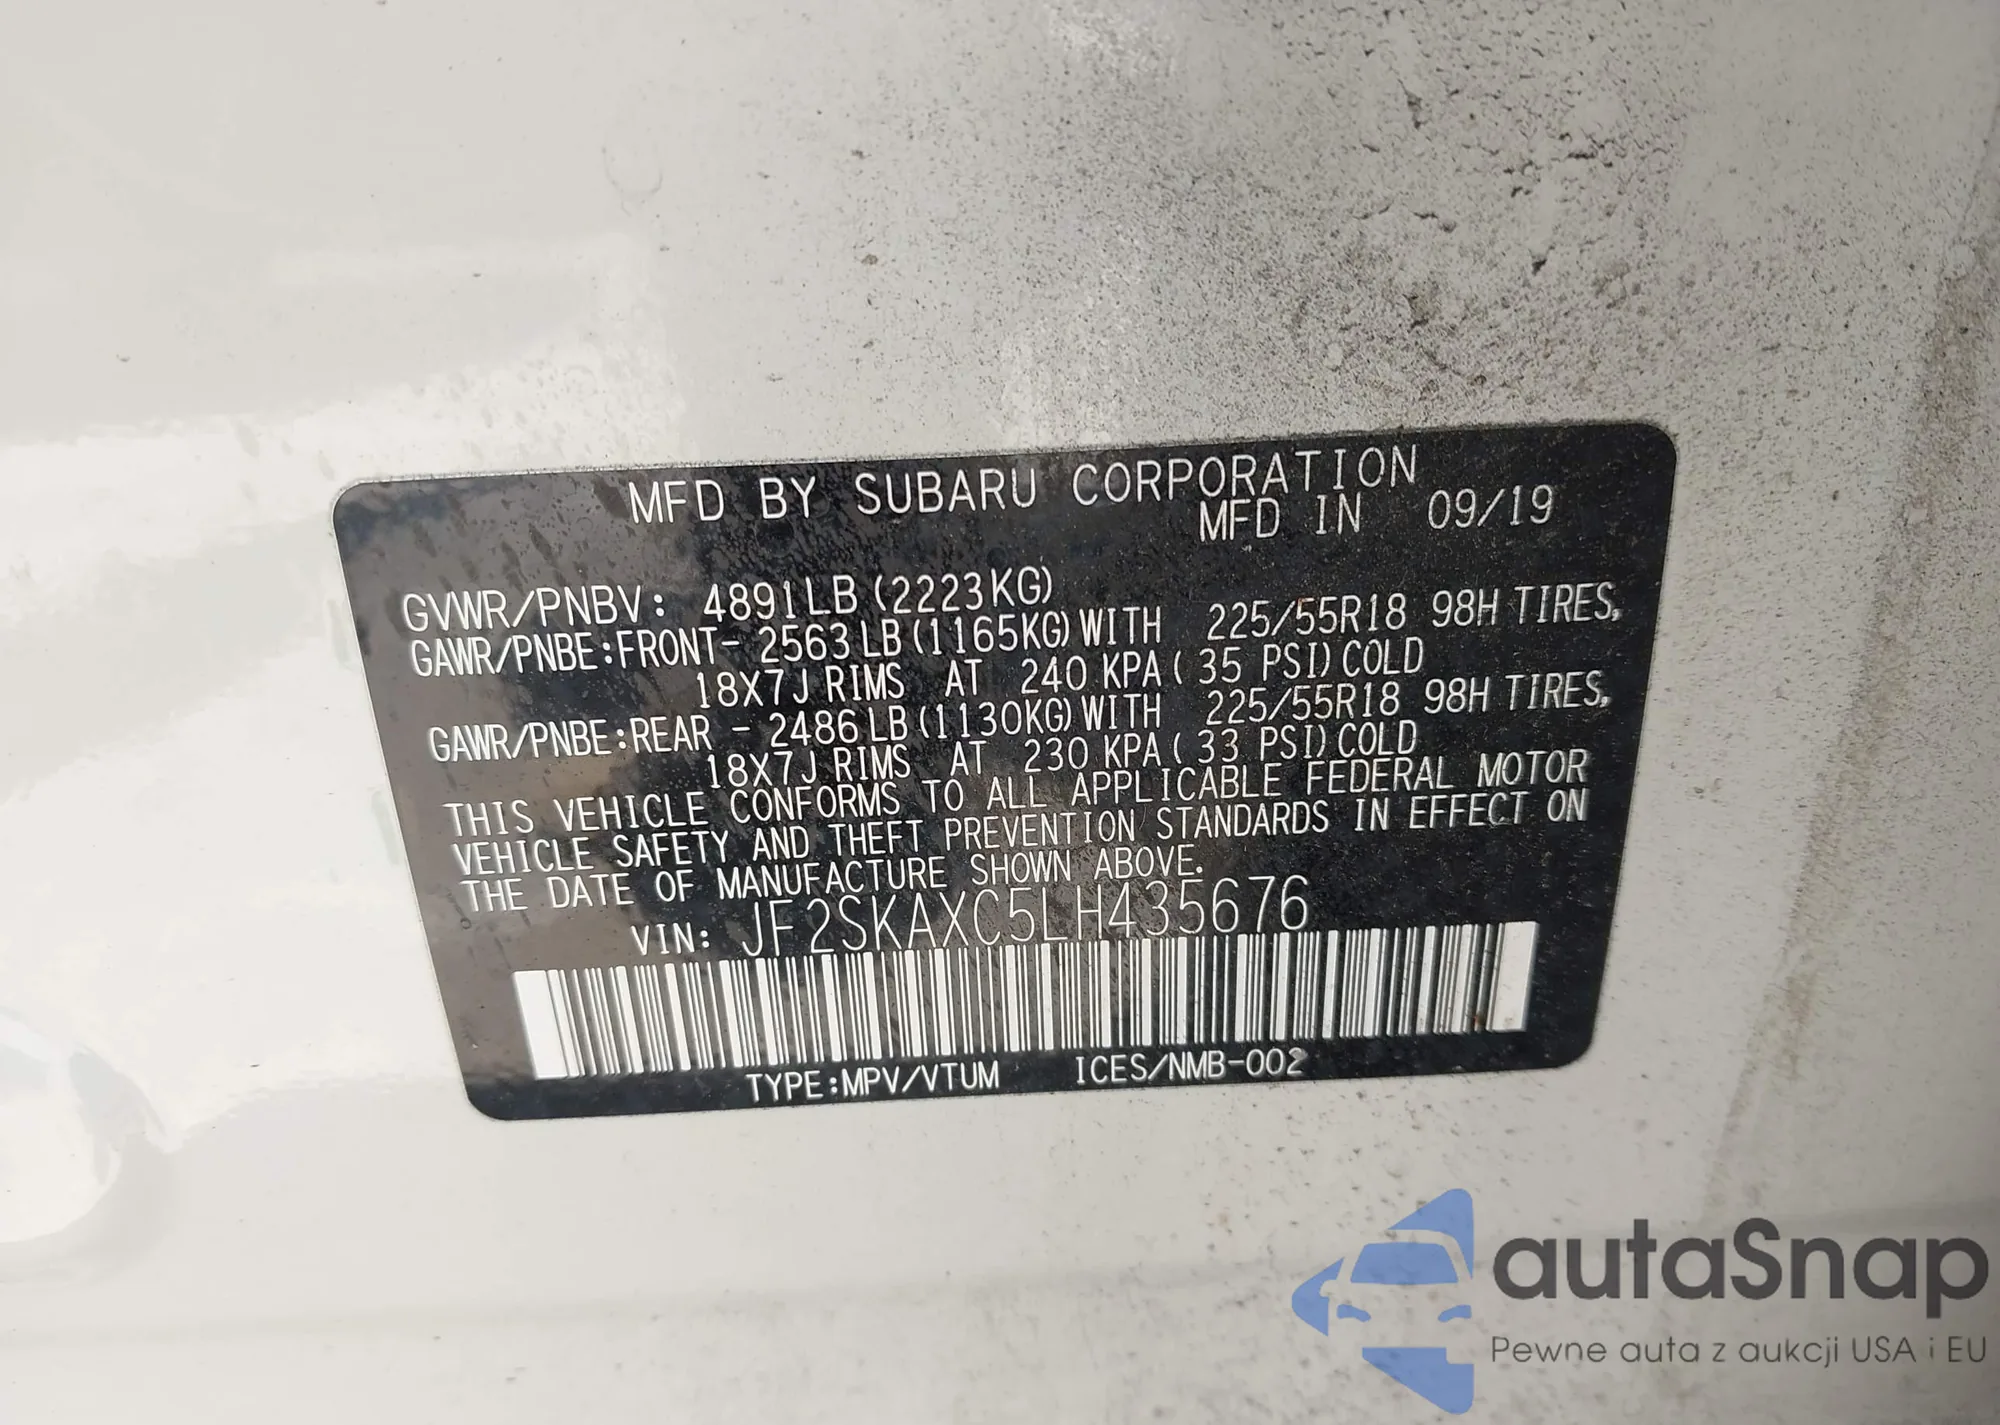 MFD BY SUBARU CORPORATION
MFD IN 09/19
GVWR/PNBV: 4891LB (2223KG)
GAWR/PNBE:FRONT- 2563LB(1165KG)WITH 225/55R18 98H TIRES,
18X7J RIMS AT 240 KPA( 35 PSI)COLD
GAWR/PNBE:REAR - 2486LB(1130KG)WITH 225/55R18 98H TIRES,
18X7J RIMS AT 230 KPA( 33 PSI)COLD
THIS VEHICLE CONFORMS TO ALL APPLICABLE FEDERAL MOTOR
VEHICLE SAFETY AND THEFT PREVENTION STANDARDS IN EFFECT ON
THE DATE OF MANUFACTURE SHOWN ABOVE.
VIN: JF2SKAXC5LH435676
TYPE:MPV/VTUM ICES/NMB-002
autaSnap
Pewne auta z aukcji USA i EU